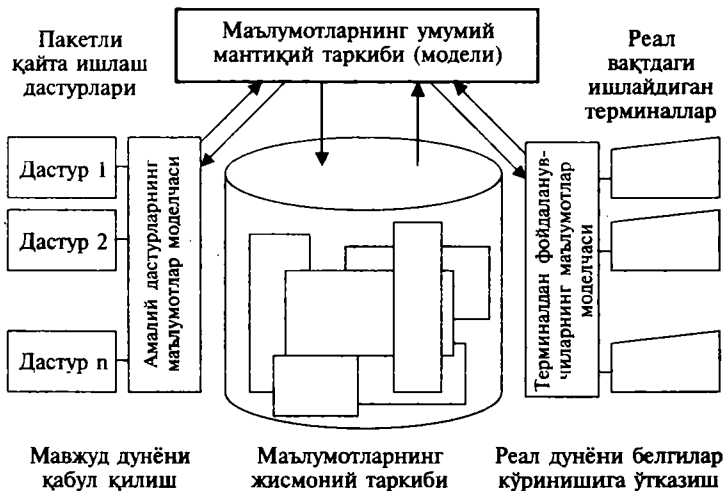 Пакетли
қайта ишлаш
дастурлари
Маълумотларнинг умумий
мантиқий таркиби (модели)
Реал
вақтдаги
ишлайдиган
терминаллар
Дастур 1
Дастур 2
Дастур n
Амалий дастурларнинг
маълумотлар моделчаси
Терминалдан фойдаланув-
чиларнинг маълумотлар
моделчаси
Мавжуд дунёни
қабул қилиш
Маълумотларнинг
жисмоний таркиби
Реал дунёни белгилар
кўринишига ўтказиш